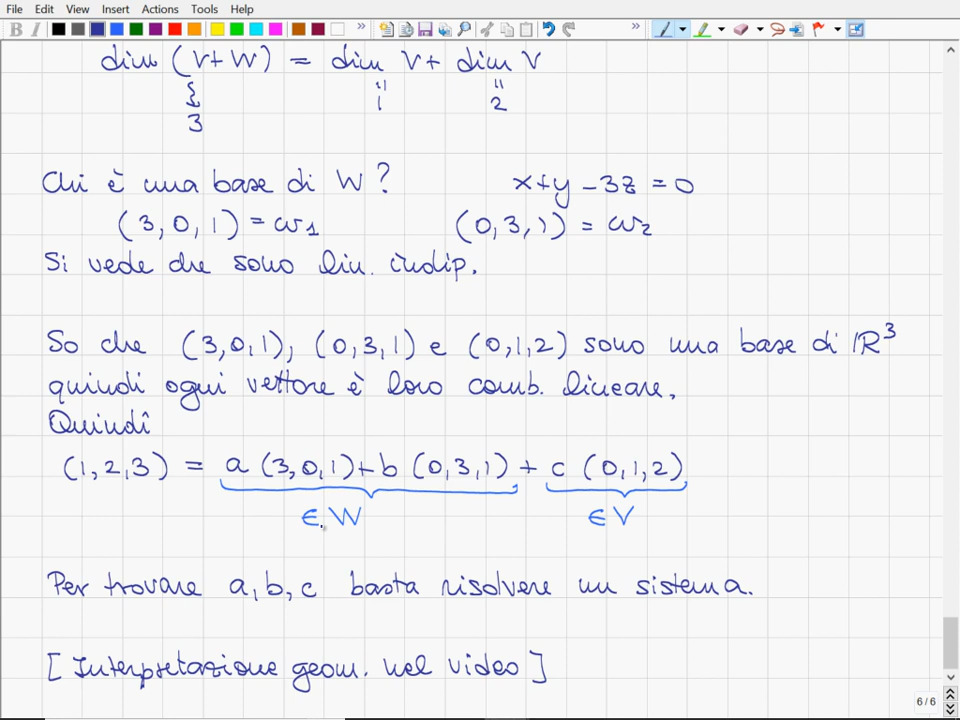 File Edit View Insert Actions Tools Help
dim (V+W) = dim V + dim V
3 1 2
Chi è una base di W? x+y-3z = 0
(3,0,1) = w1 (0,3,1) = w2
Si vede che sono lin. indip.
So che (3,0,1), (0,3,1) e (0,1,2) sono una base di ℝ³
quindi ogni vettore è loro comb. lineare.
Quindi
(1,2,3) = a (3,0,1) + b (0,3,1) + c (0,1,2)
∈ W ∈ V
Per trovare a, b, c basta risolvere un sistema.
[Interpretazione geom. nel video]
6 / 6